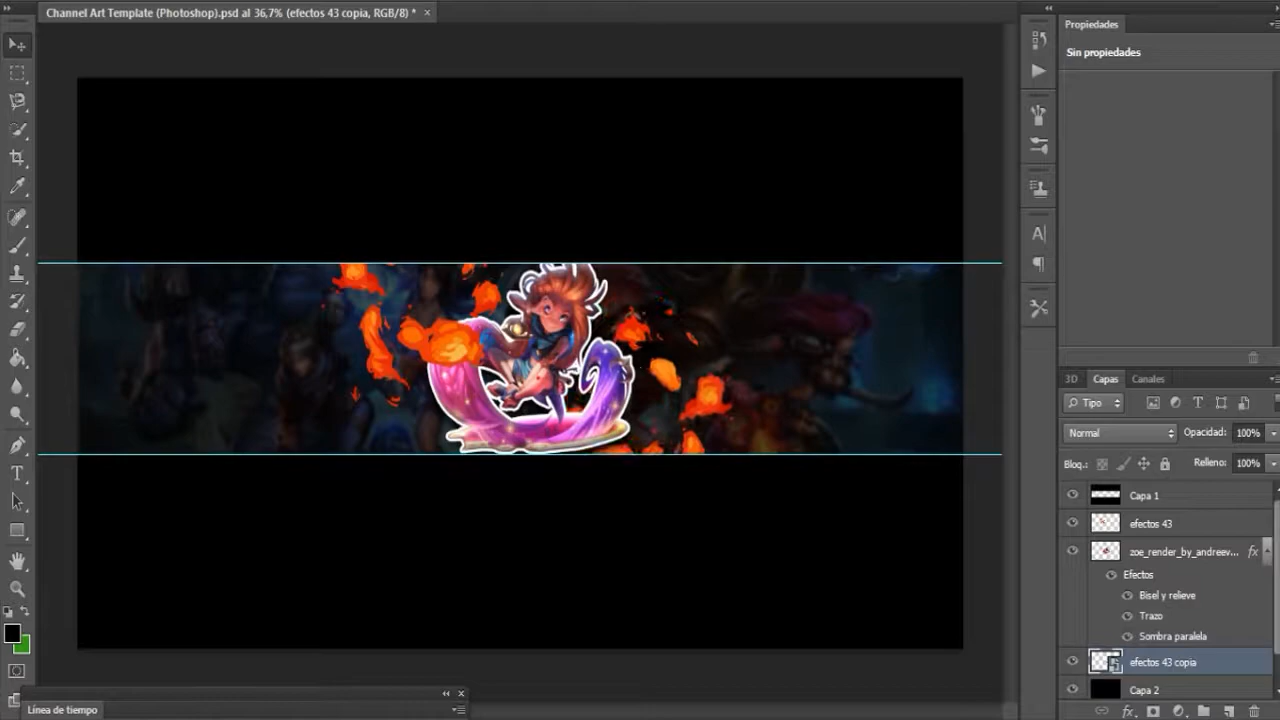 Channel Art Template (Photoshop).psd al 36,7% (efectos 43 copia, RGB/8) *
Propiedades
Sin propiedades
3D
Capas
Canales
Tipo
Normal
Opacidad: 100%
Bloq.:
Relleno: 100%
Capa 1
efectos 43
zoe_render_by_andreev... fx
Efectos
Bisel y relieve
Trazo
Sombra paralela
efectos 43 copia
Capa 2
Línea de tiempo